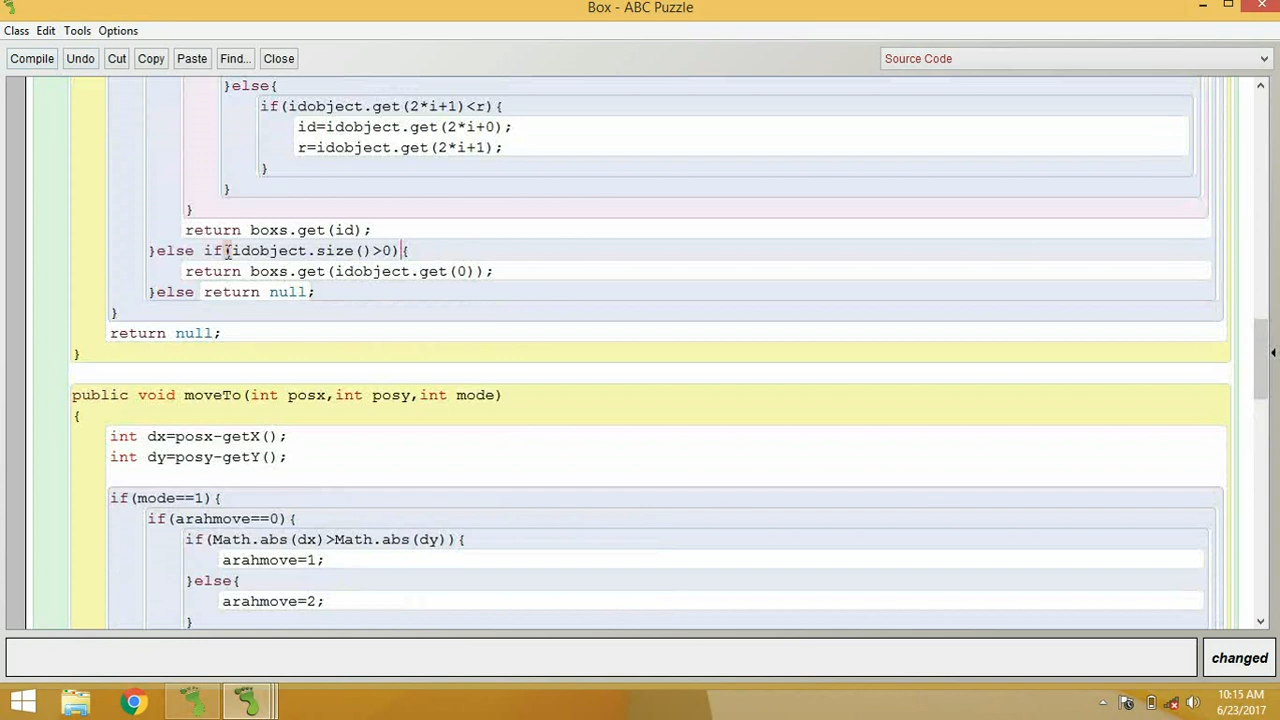 Box - ABC Puzzle
Class Edit Tools Options
Compile Undo Cut Copy Paste Find... Close Source Code
}else{
if(idobject.get(2*i+1)<r){
id=idobject.get(2*i+0);
r=idobject.get(2*i+1);
}
}
}
return boxs.get(id);
}else if(idobject.size()>0){
return boxs.get(idobject.get(0));
}else return null;
}
return null;
}
public void moveTo(int posx,int posy,int mode)
{
int dx=posx-getX();
int dy=posy-getY();
if(mode==1){
if(arahmove==0){
if(Math.abs(dx)>Math.abs(dy)){
arahmove=1;
}else{
arahmove=2;
}
changed
10:15 AM
6/23/2017